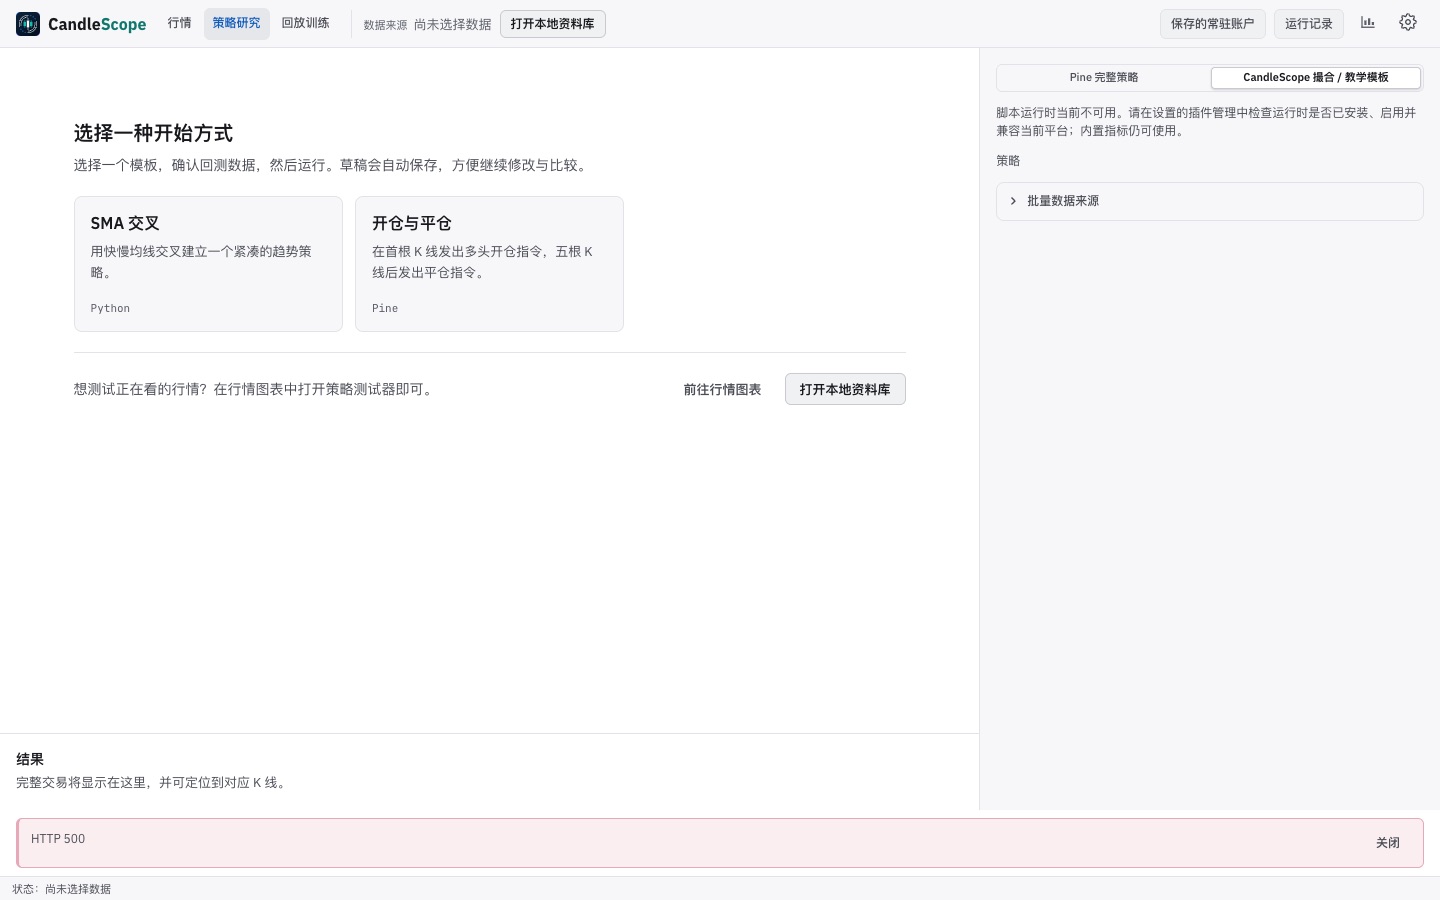 CandleScope 行情 策略研究 回放训练 数据来源 尚未选择数据 打开本地资料库 保存的常驻账户 运行记录
选择一种开始方式
选择一个模板，确认回测数据，然后运行。草稿会自动保存，方便继续修改与比较。
SMA 交叉
用快慢均线交叉建立一个紧凑的趋势策
略。
Python
开仓与平仓
在首根 K 线发出多头开仓指令，五根 K
线后发出平仓指令。
Pine
想测试正在看的行情？在行情图表中打开策略测试器即可。 前往行情图表 打开本地资料库
Pine 完整策略 CandleScope 撮合 / 教学模板
脚本运行时当前不可用。请在设置的插件管理中检查运行时是否已安装、启用并
兼容当前平台；内置指标仍可使用。
策略
批量数据来源
结果
完整交易将显示在这里，并可定位到对应 K 线。
HTTP 500 关闭
状态：尚未选择数据